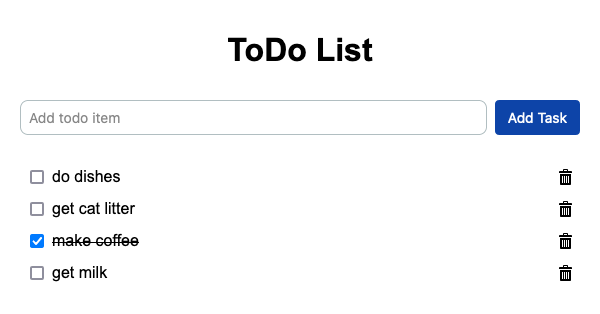 ToDo List
Add todo item
Add Task
do dishes
get cat litter
make coffee
get milk